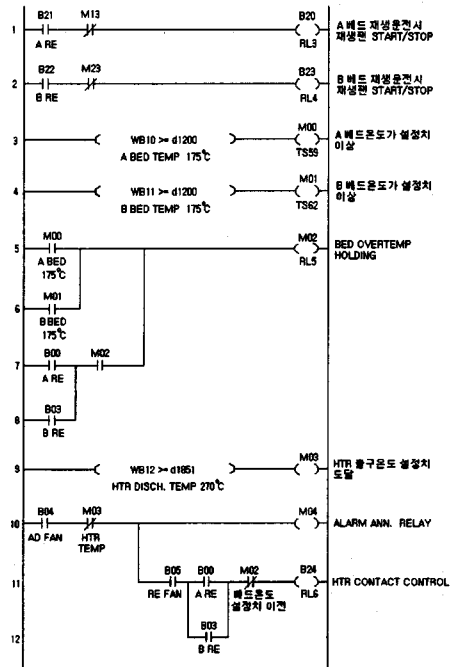 B21 M13 B20
1 A RE RL3 A 베드 재생운전시
재생팬 START/STOP
B22 M23 B23
2 B RE RL4 B 베드 재생운전시
재생팬 START/STOP
3 WB10 >= d1200 M00 A 베드온도가 설정치
A BED TEMP 175℃ TS59 이상
4 WB11 >= d1200 M01 B 베드온도가 설정치
B BED TEMP 175℃ TS62 이상
M00 M02
5 A BED RL5 BED OVERTEMP
175℃ HOLDING
M01
6 B BED
175℃
B00 M02
7 A RE
B03
8 B RE
9 WB12 >= d1851 M03 HTR 출구온도 설정치
HTR DISCH. TEMP 270℃ 도달
B04 M03 M04
10 AD FAN HTR ALARM ANN. RELAY
TEMP
B05 B00 M02 B24
11 RE FAN A RE 베드온도 RL6 HTR CONTACT CONTROL
설정치 이전
B03
12 B RE